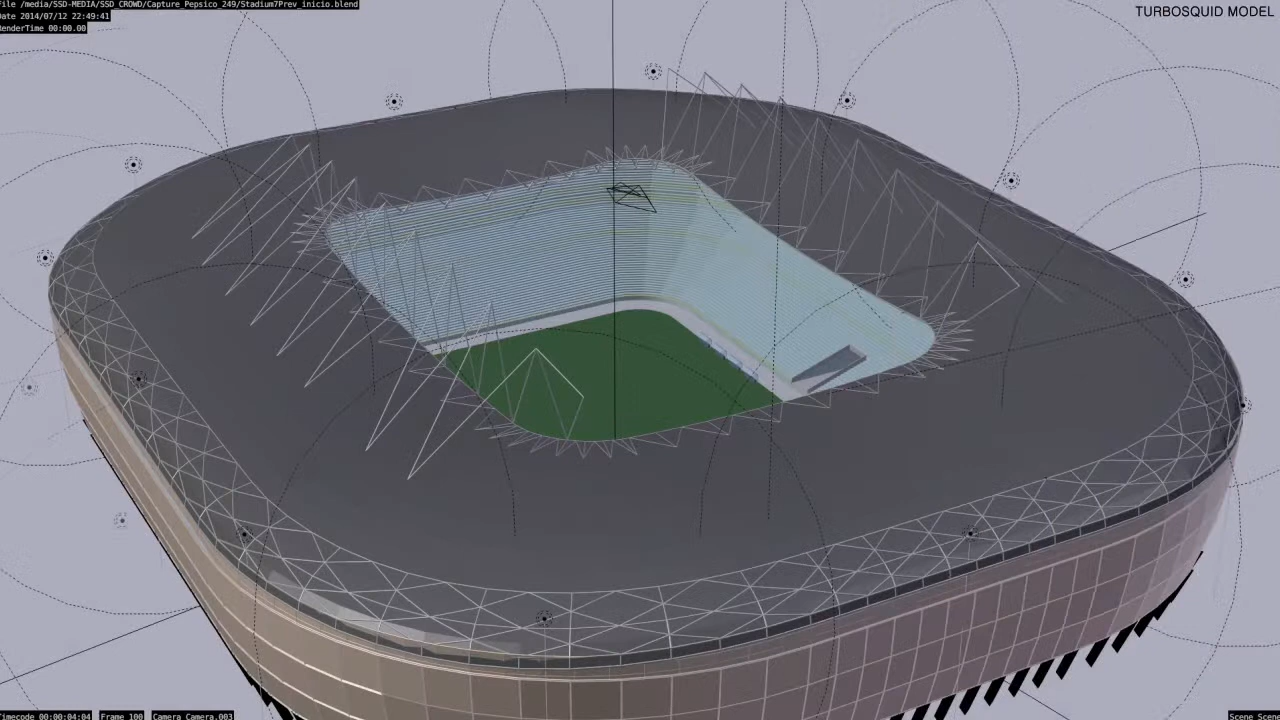 File /media/SSD-MEDIA/SSD_CROWD/Capture_Pepsico_249/Stadium7Prev_inicio.blend
TURBOSQUID MODEL
Date 2014/07/12 22:49:41
RenderTime 00:00.00
Timecode 00:00:04:04 Frame 100 Camera Camera.003
Scene Scene